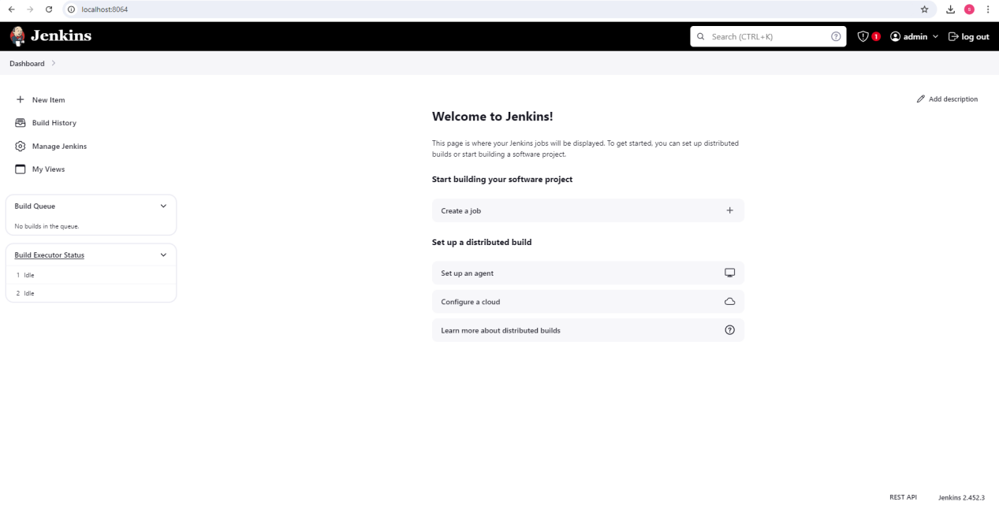 localhost:8064
Jenkins
Search (CTRL+K)
1
admin
log out
Dashboard
New Item
Build History
Manage Jenkins
My Views
Build Queue
No builds in the queue.
Build Executor Status
1 Idle
2 Idle
Add description
Welcome to Jenkins!
This page is where your Jenkins jobs will be displayed. To get started, you can set up distributed
builds or start building a software project.
Start building your software project
Create a job
Set up a distributed build
Set up an agent
Configure a cloud
Learn more about distributed builds
REST API
Jenkins 2.452.3